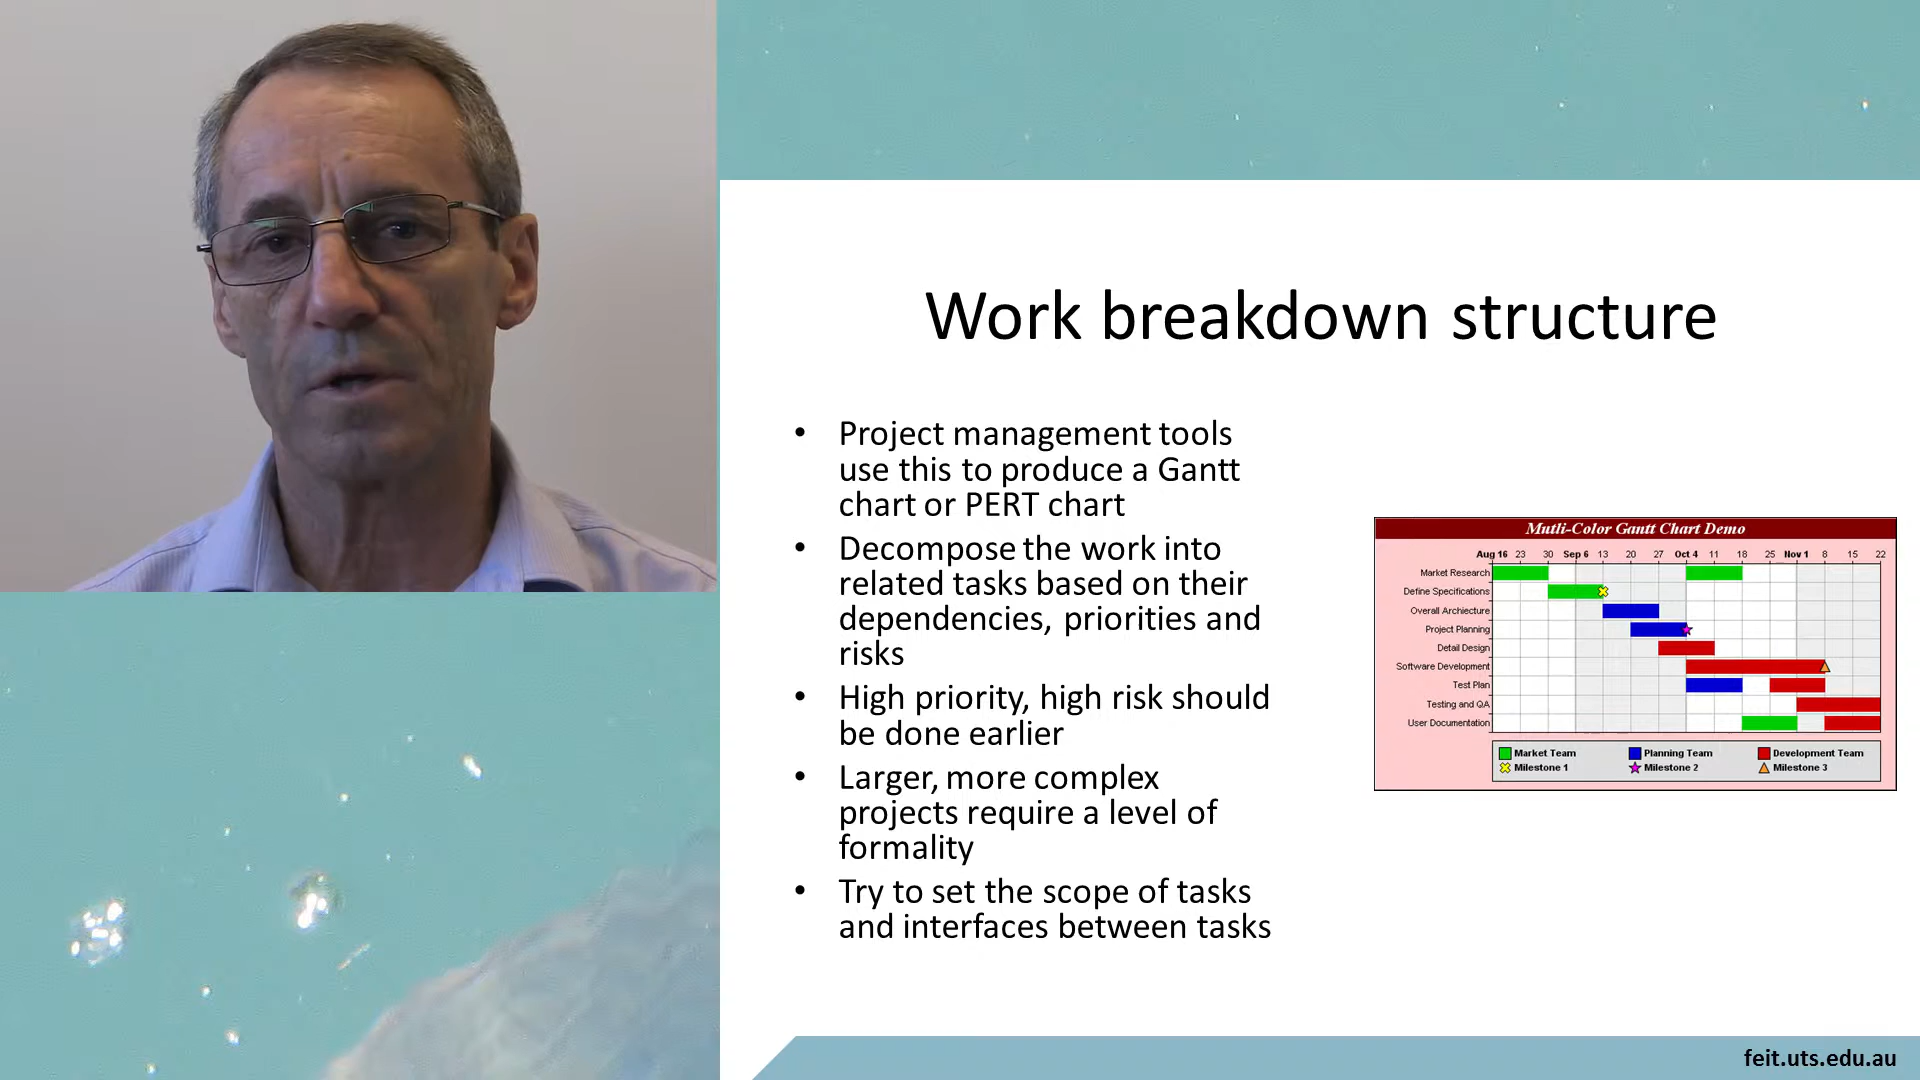 Work breakdown structure
• Project management tools
use this to produce a Gantt
chart or PERT chart
• Decompose the work into
related tasks based on their
dependencies, priorities and
risks
• High priority, high risk should
be done earlier
• Larger, more complex
projects require a level of
formality
• Try to set the scope of tasks
and interfaces between tasks
Mutli-Color Gantt Chart Demo
Aug 16 23 30 Sep 6 13 20 27 Oct 4 11 18 25 Nov 1 8 15 22
Market Research
Define Specifications
Overall Archiecture
Project Planning
Detail Design
Software Development
Test Plan
Testing and QA
User Documentation
Market Team Planning Team Development Team
Milestone 1 Milestone 2 Milestone 3
feit.uts.edu.au